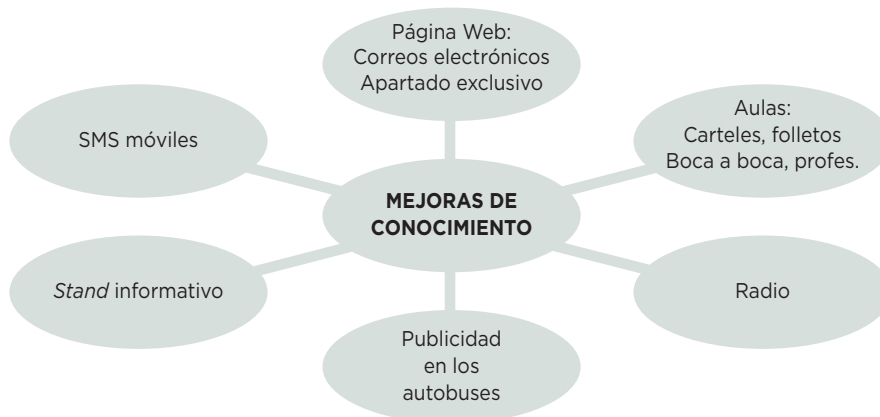 Página Web:
Correos electrónicos
Apartado exclusivo
SMS móviles
Aulas:
Carteles, folletos
Boca a boca, profes.
MEJORAS DE
CONOCIMIENTO
Stand informativo
Radio
Publicidad
en los
autobuses